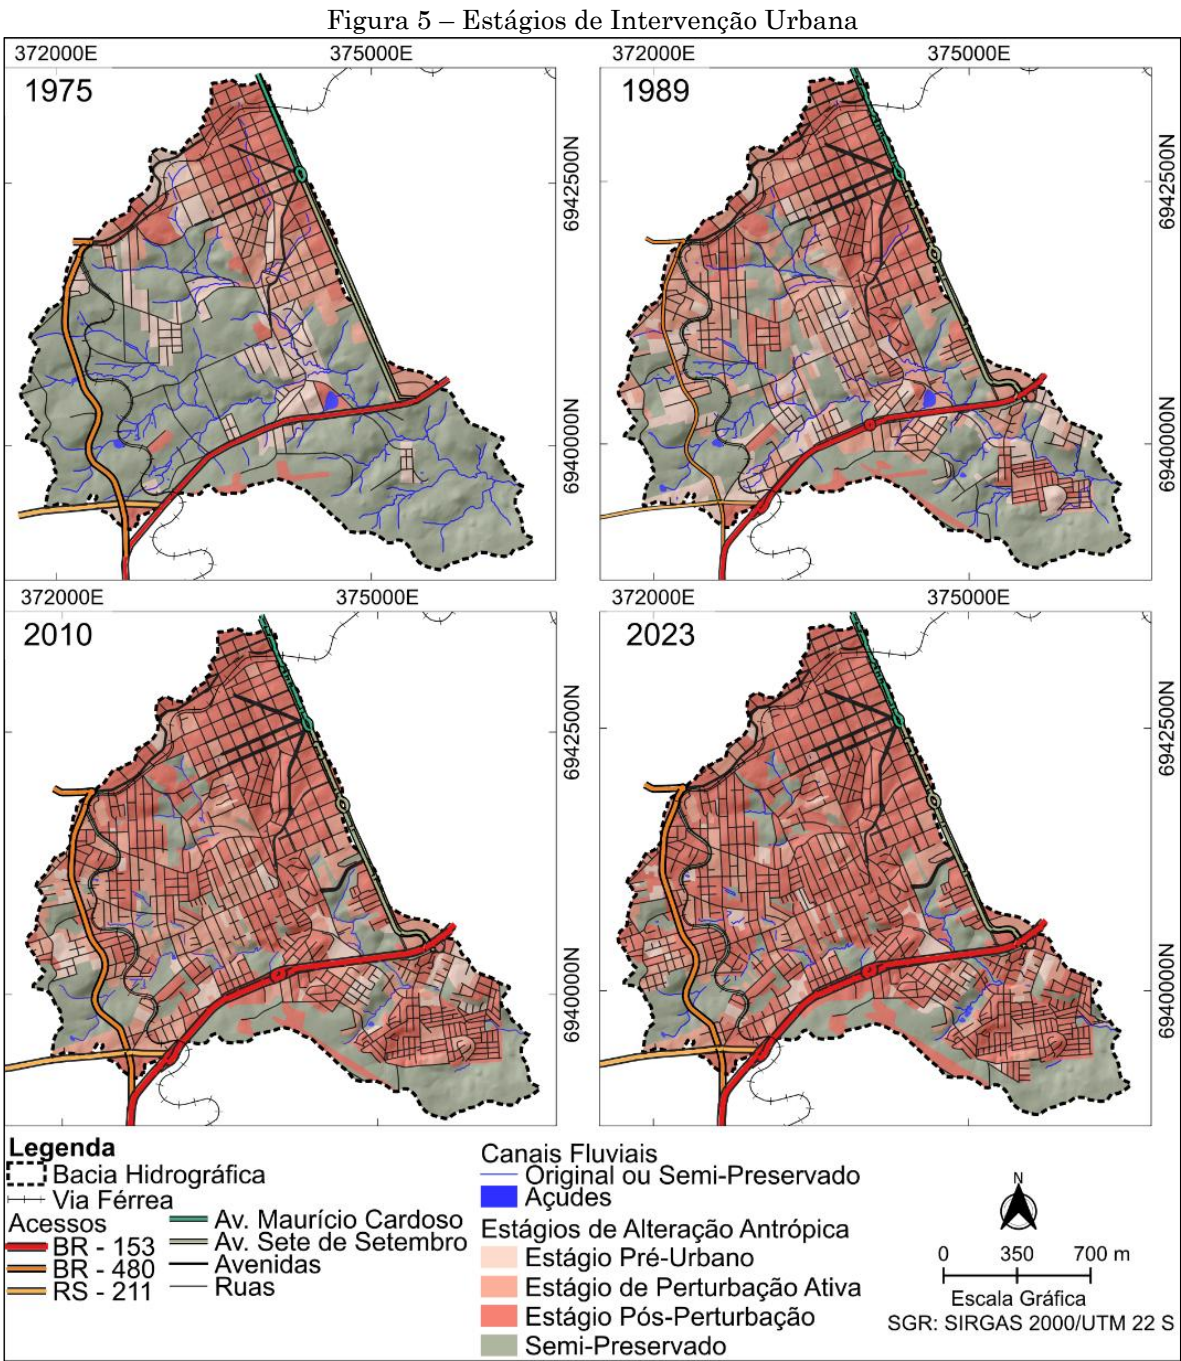 Figura 5 – Estágios de Intervenção Urbana
372000E 375000E 372000E 375000E
1975 1989
6942500N 6942500N
6940000N 6940000N
372000E 375000E 372000E 375000E
2010 2023
6942500N 6942500N
6940000N 6940000N
Legenda
Bacia Hidrográfica
Via Férrea
Acessos
BR - 153
BR - 480
RS - 211
Av. Maurício Cardoso
Av. Sete de Setembro
Avenidas
Ruas
Canais Fluviais
Original ou Semi-Preservado
Açudes
Estágios de Alteração Antrópica
Estágio Pré-Urbano
Estágio de Perturbação Ativa
Estágio Pós-Perturbação
Semi-Preservado
N
0 350 700 m
Escala Gráfica
SGR: SIRGAS 2000/UTM 22 S